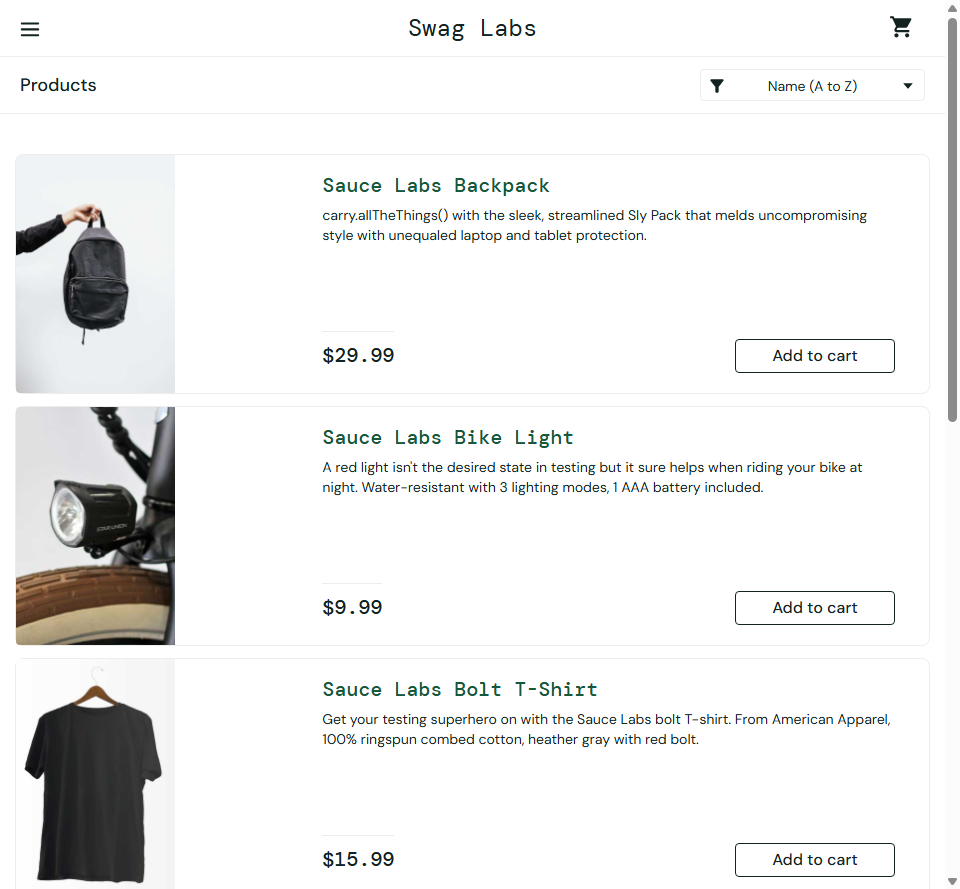 Swag Labs
Products
Name (A to Z)
Sauce Labs Backpack
carry.allTheThings() with the sleek, streamlined Sly Pack that melds uncompromising
style with unequaled laptop and tablet protection.
$29.99
Add to cart
Sauce Labs Bike Light
A red light isn't the desired state in testing but it sure helps when riding your bike at
night. Water-resistant with 3 lighting modes, 1 AAA battery included.
$9.99
Add to cart
Sauce Labs Bolt T-Shirt
Get your testing superhero on with the Sauce Labs bolt T-shirt. From American Apparel,
100% ringspun combed cotton, heather gray with red bolt.
$15.99
Add to cart